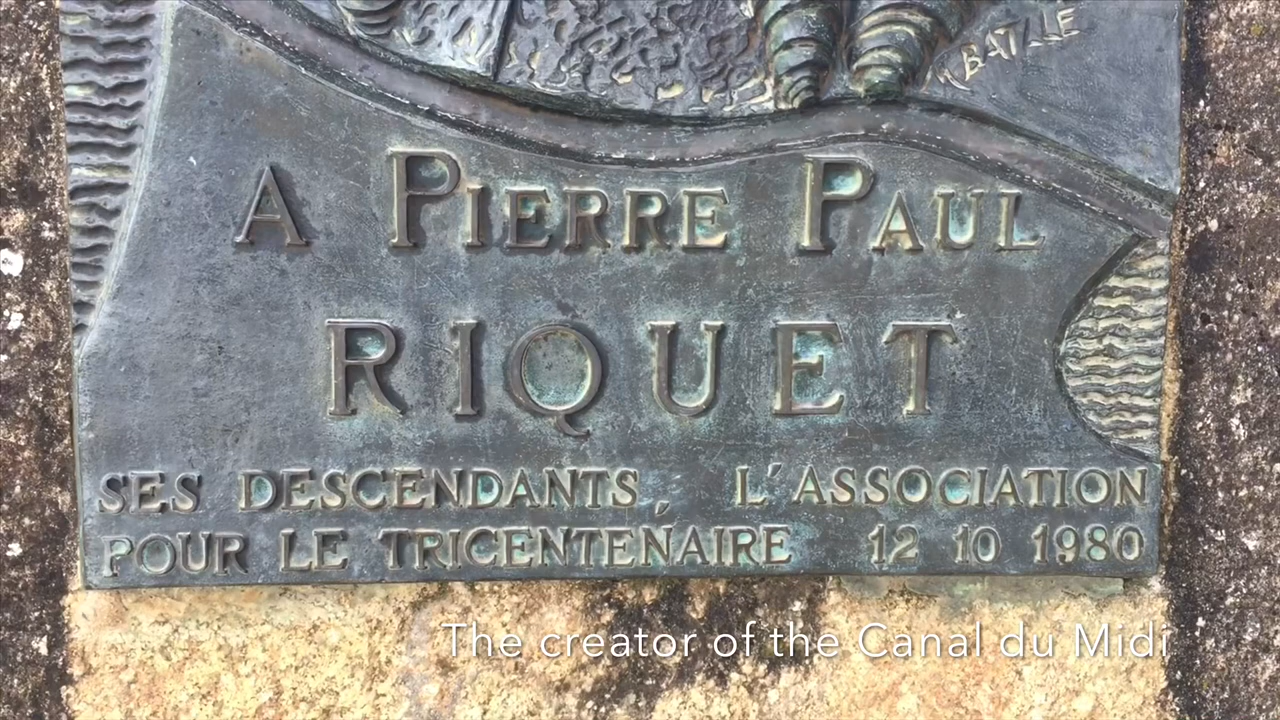 M BATLLE
A PIERRE PAUL
RIQUET
SES DESCENDANTS, L'ASSOCIATION
POUR LE TRICENTENAIRE 12 10 1980
The creator of the Canal du Midi